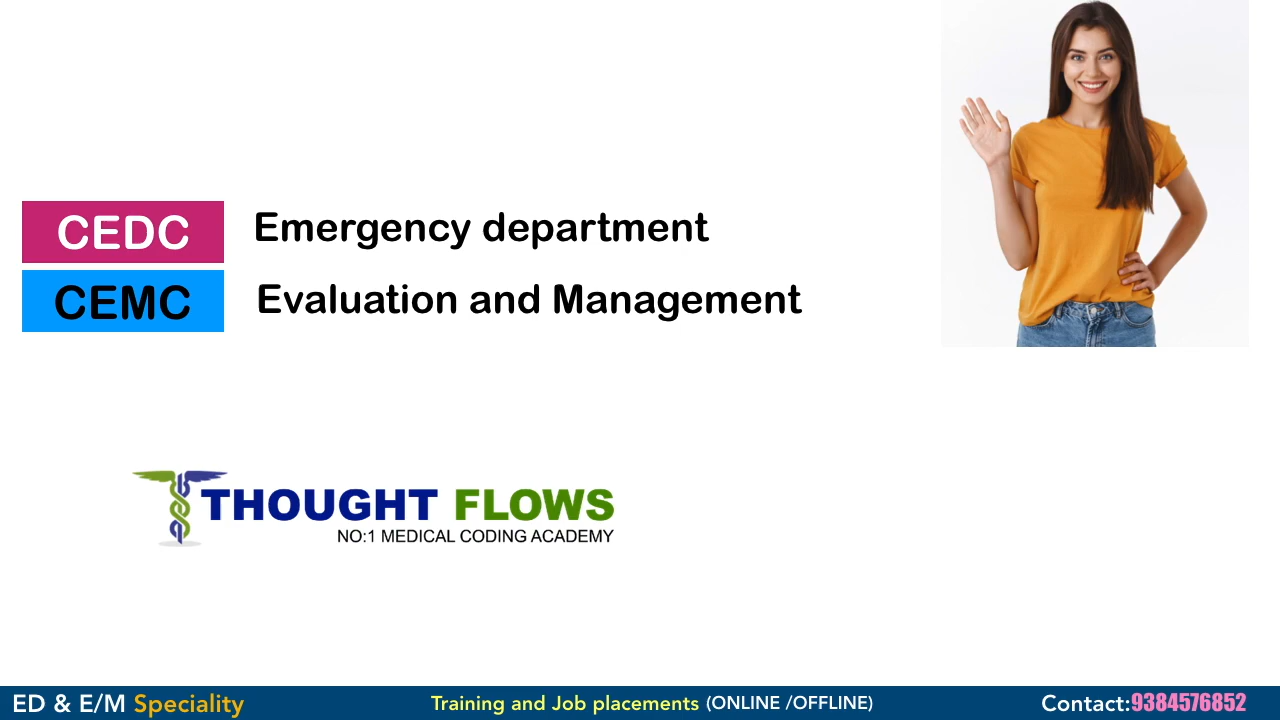 CEDC Emergency department
CEMC Evaluation and Management
THOUGHT FLOWS
NO:1 MEDICAL CODING ACADEMY
ED & E/M Speciality Training and Job placements (ONLINE /OFFLINE) Contact:9384576852